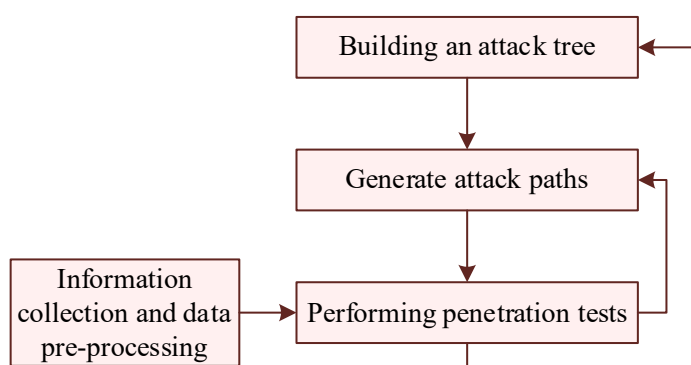 Building an attack tree
Generate attack paths
Information
collection and data
pre-processing
Performing penetration tests